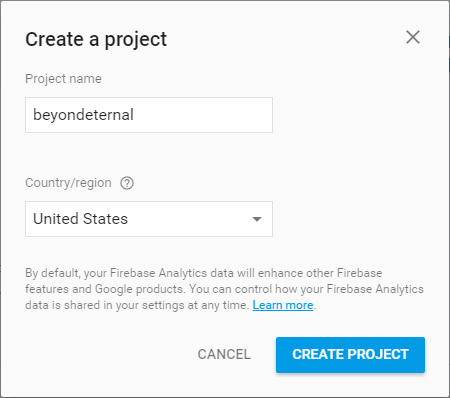 Create a project
Project name
beyondeternal
Country/region
United States
By default, your Firebase Analytics data will enhance other Firebase
features and Google products. You can control how your Firebase Analytics
data is shared in your settings at any time. Learn more.
CANCEL CREATE PROJECT